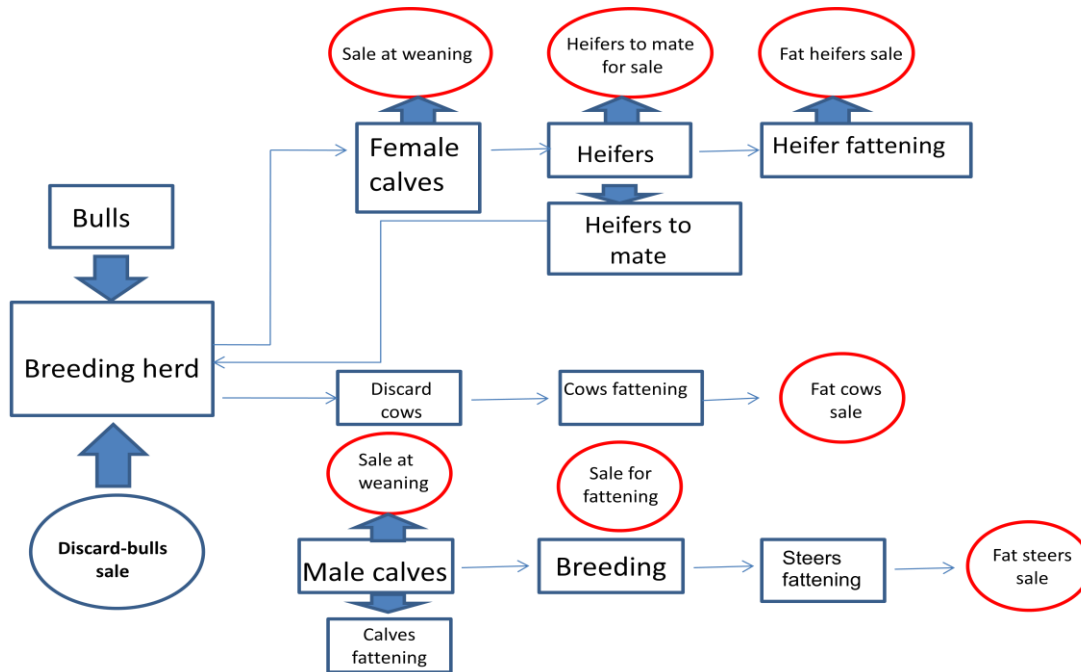 Sale at weaning
Heifers to mate
for sale
Fat heifers sale
Female
calves
Heifers
Heifer fattening
Bulls
Heifers to
mate
Breeding herd
Discard
cows
Cows fattening
Fat cows
sale
Sale at
weaning
Sale for
fattening
Discard-bulls
sale
Male calves
Breeding
Steers
fattening
Fat steers
sale
Calves
fattening